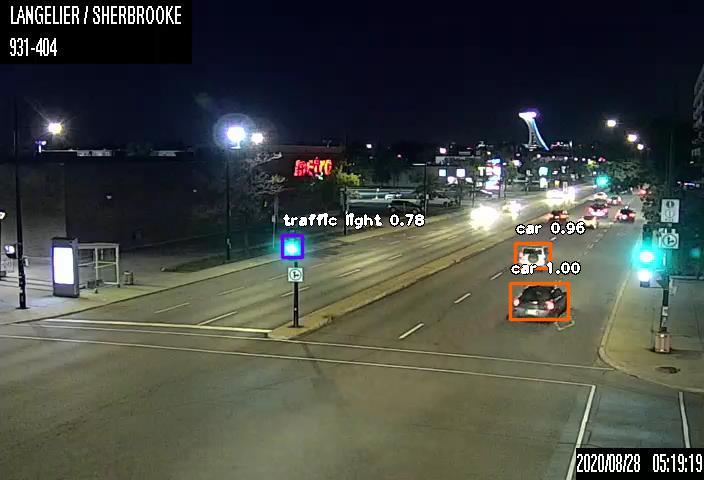 LANGELIER / SHERBROOKE
931-404
metro
traffic light 0.78
car 0.96
car 1.00
2020/08/28 05:19:19